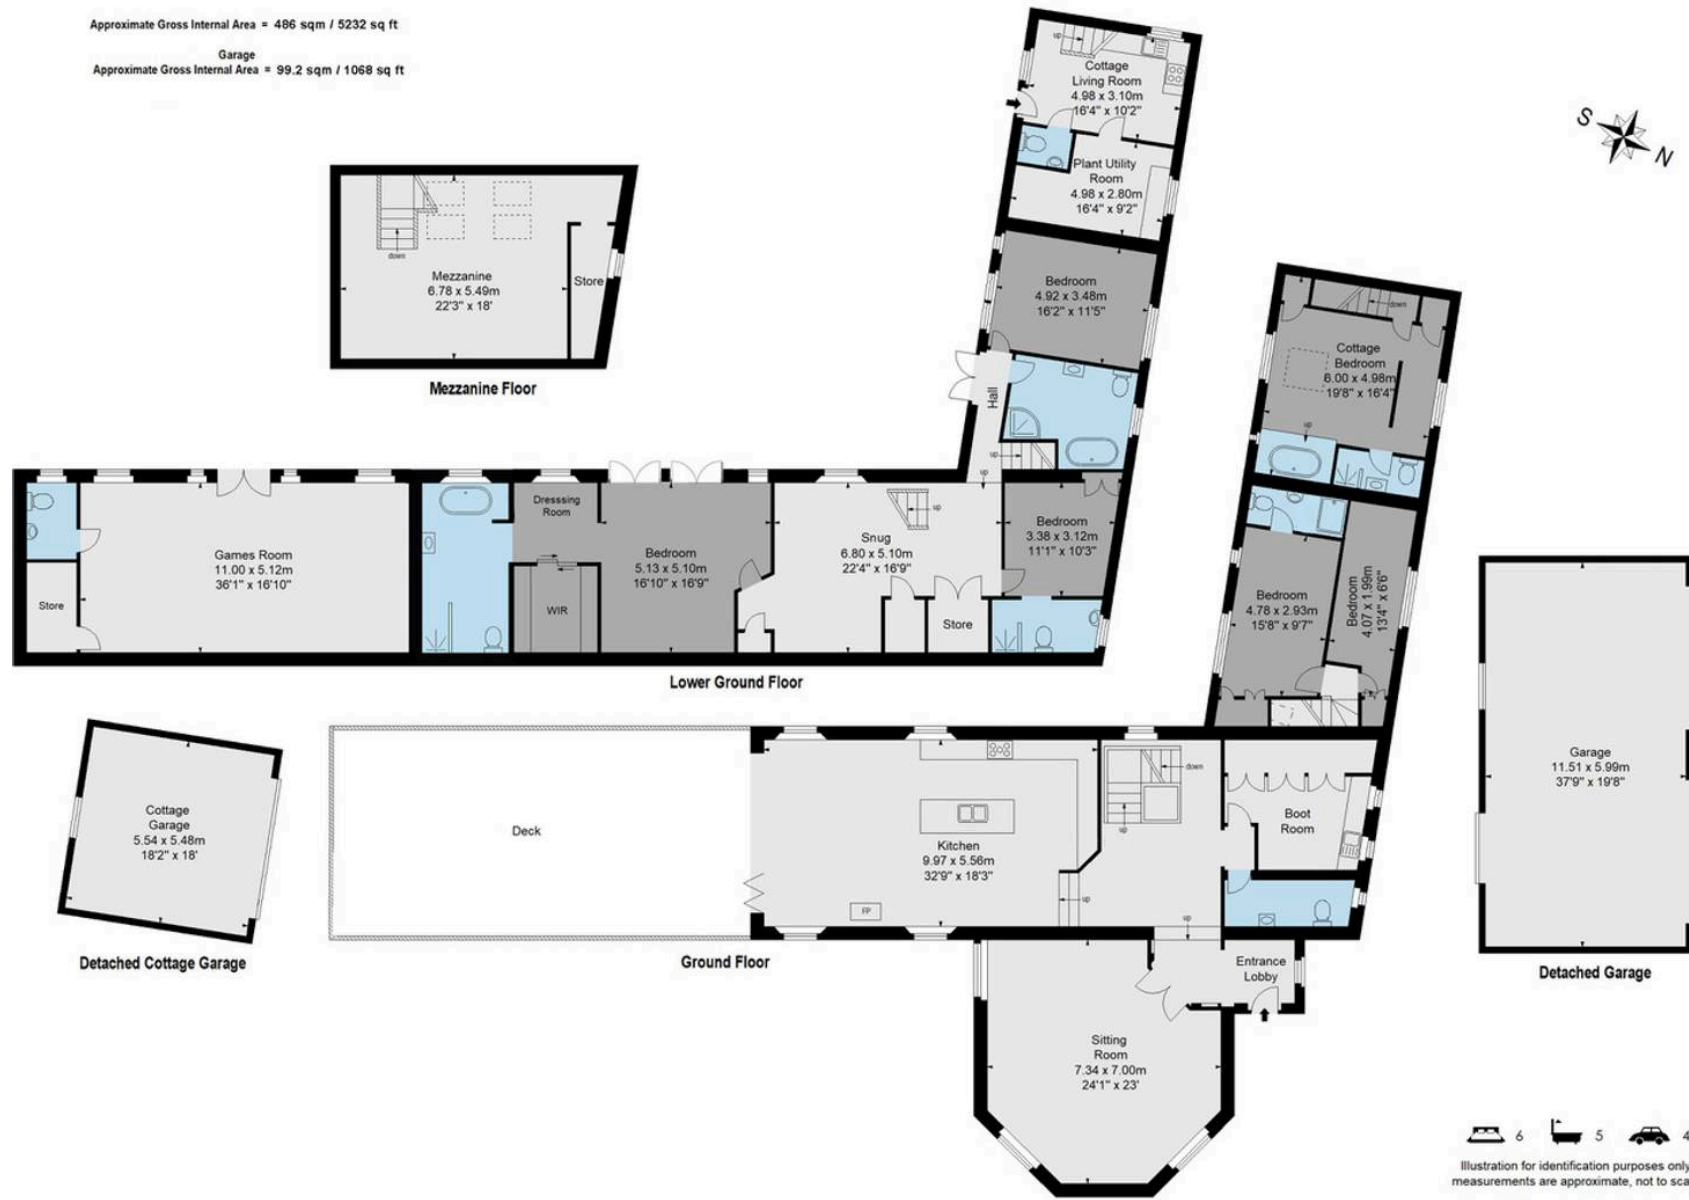 Approximate Gross Internal Area = 486 sqm / 5232 sq ft
Garage
Approximate Gross Internal Area = 99.2 sqm / 1068 sq ft
up
Cottage
Living Room
4.98 x 3.10m
16'4" x 10'2"
Plant Utility
Room
4.98 x 2.80m
16'4" x 9'2"
S
N
down
Mezzanine
6.78 x 5.49m
22'3" x 18'
Store
Mezzanine Floor
Bedroom
4.92 x 3.48m
16'2" x 11'5"
Hall
up
up
down
Cottage
Bedroom
6.00 x 4.98m
19'8" x 16'4"
up
Games Room
11.00 x 5.12m
36'1" x 16'10"
Store
Dresssing
Room
WIR
Bedroom
5.13 x 5.10m
16'10" x 16'9"
up
Snug
6.80 x 5.10m
22'4" x 16'9"
Store
Bedroom
3.38 x 3.12m
11'1" x 10'3"
Lower Ground Floor
Bedroom
4.78 x 2.93m
15'8" x 9'7"
Bedroom
4.07 x 1.99m
13'4" x 6'6"
Cottage
Garage
5.54 x 5.48m
18'2" x 18'
Detached Cottage Garage
Deck
Kitchen
9.97 x 5.56m
32'9" x 18'3"
FP
up
down
up
up
Boot
Room
Entrance
Lobby
Ground Floor
Sitting
Room
7.34 x 7.00m
24'1" x 23'
Garage
11.51 x 5.99m
37'9" x 19'8"
Detached Garage
6 5 4
Illustration for identification purposes only
measurements are approximate, not to sca